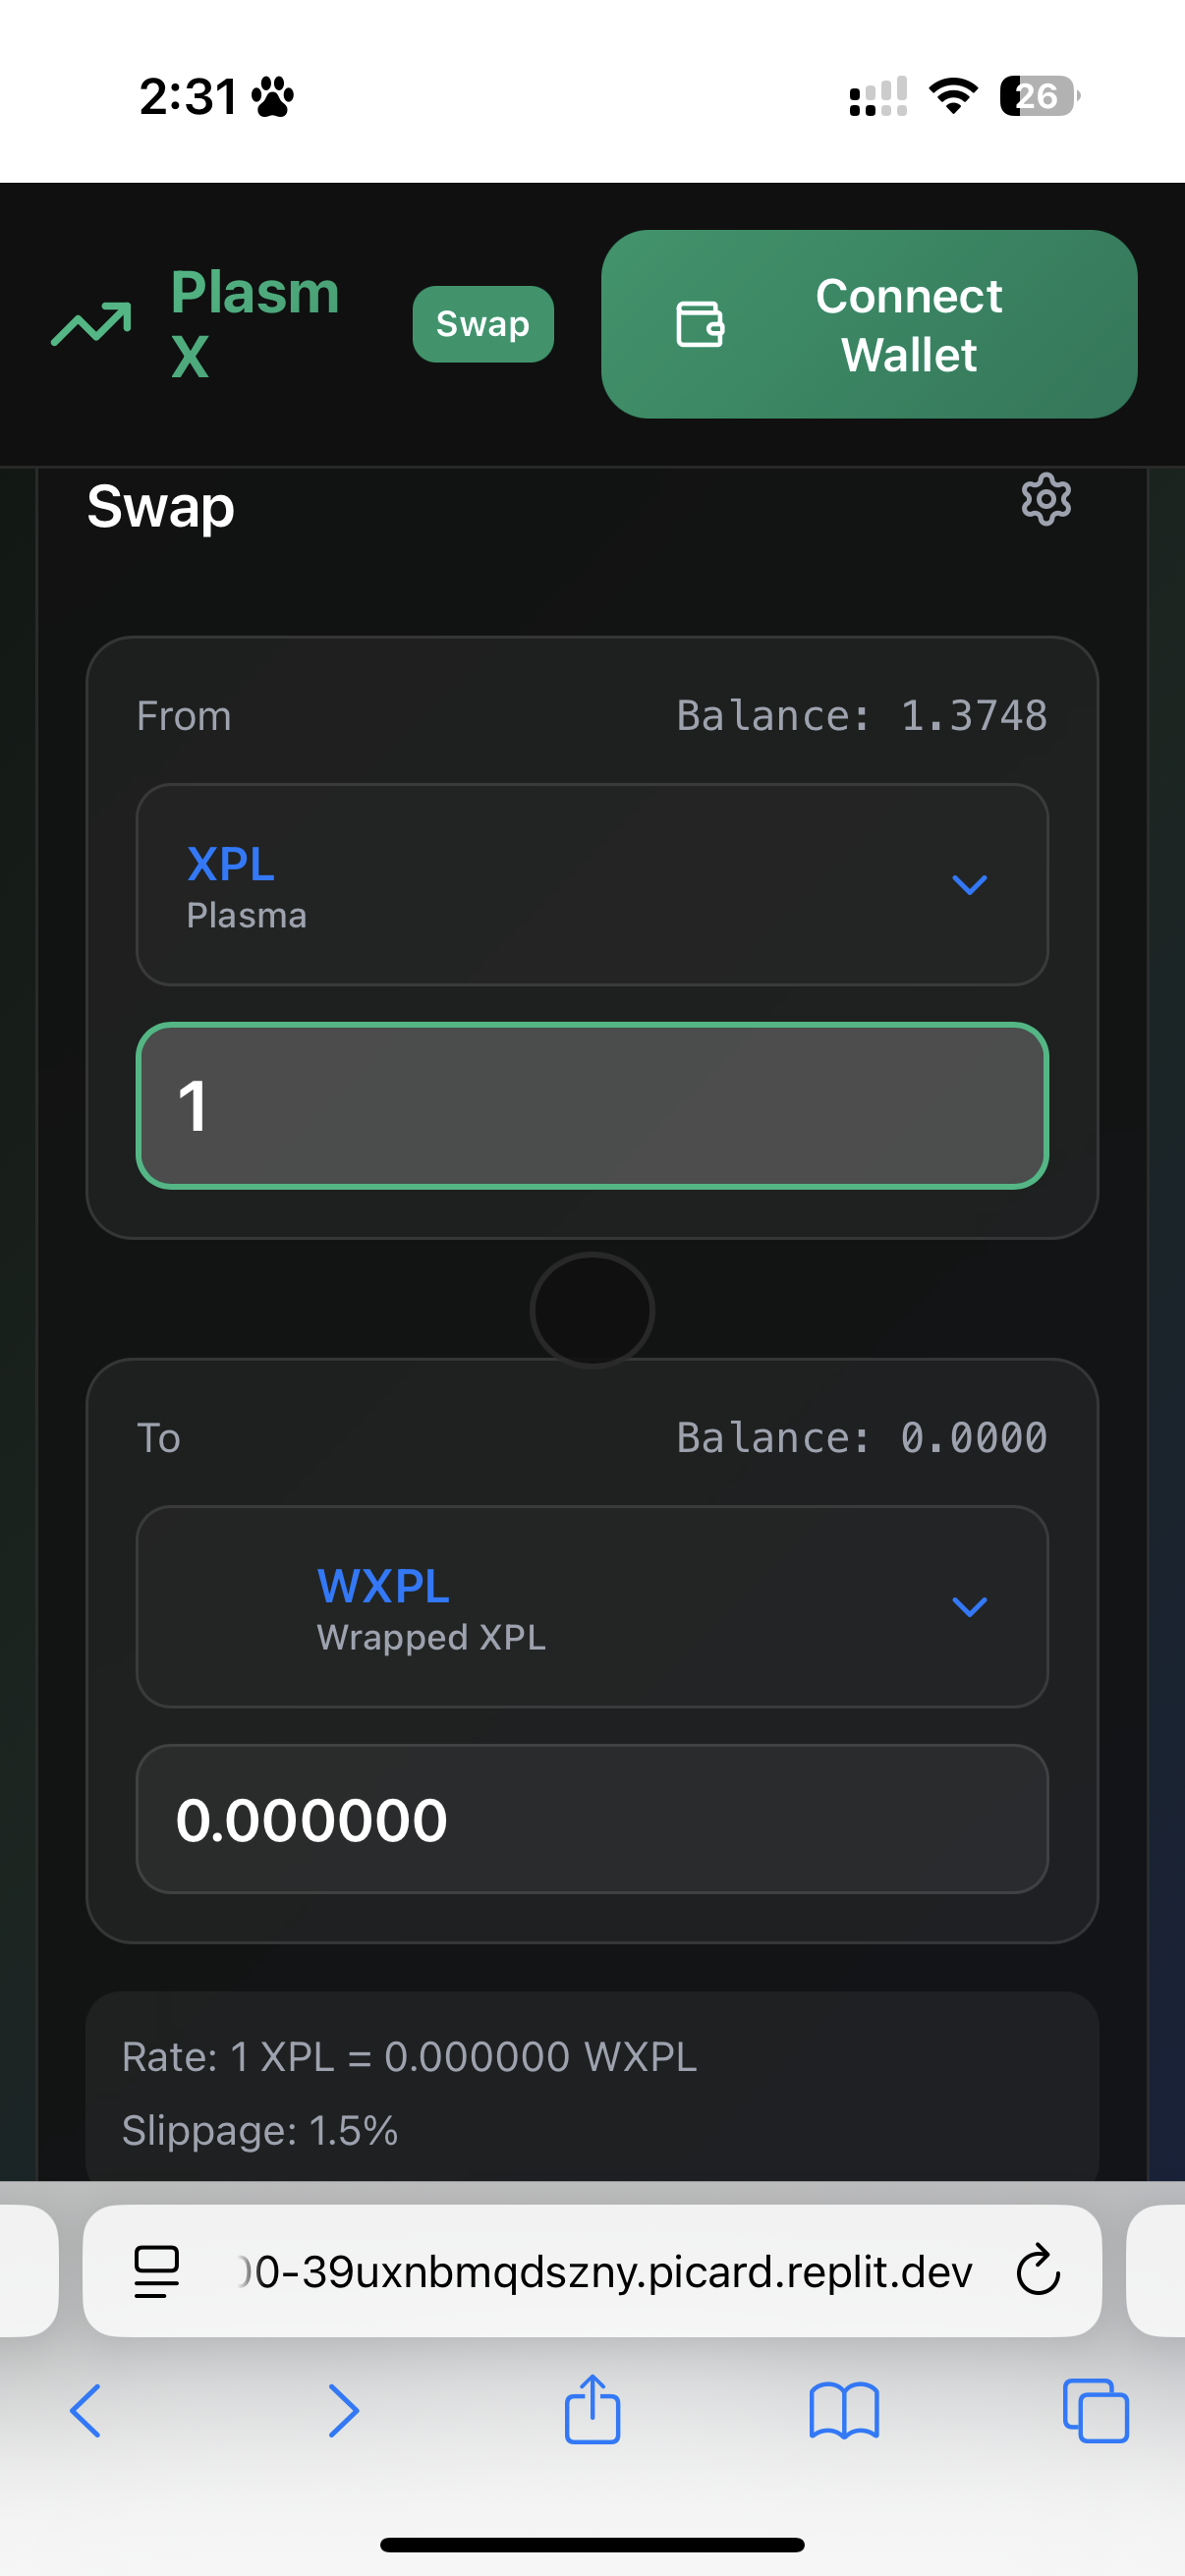 2:31
26
Plasm
X
Swap
Connect
Wallet
Swap
From
Balance: 1.3748
XPL
Plasma
1
To
Balance: 0.0000
WXPL
Wrapped XPL
0.000000
Rate: 1 XPL = 0.000000 WXPL
Slippage: 1.5%
0-39uxnbmqdszny.picard.replit.dev